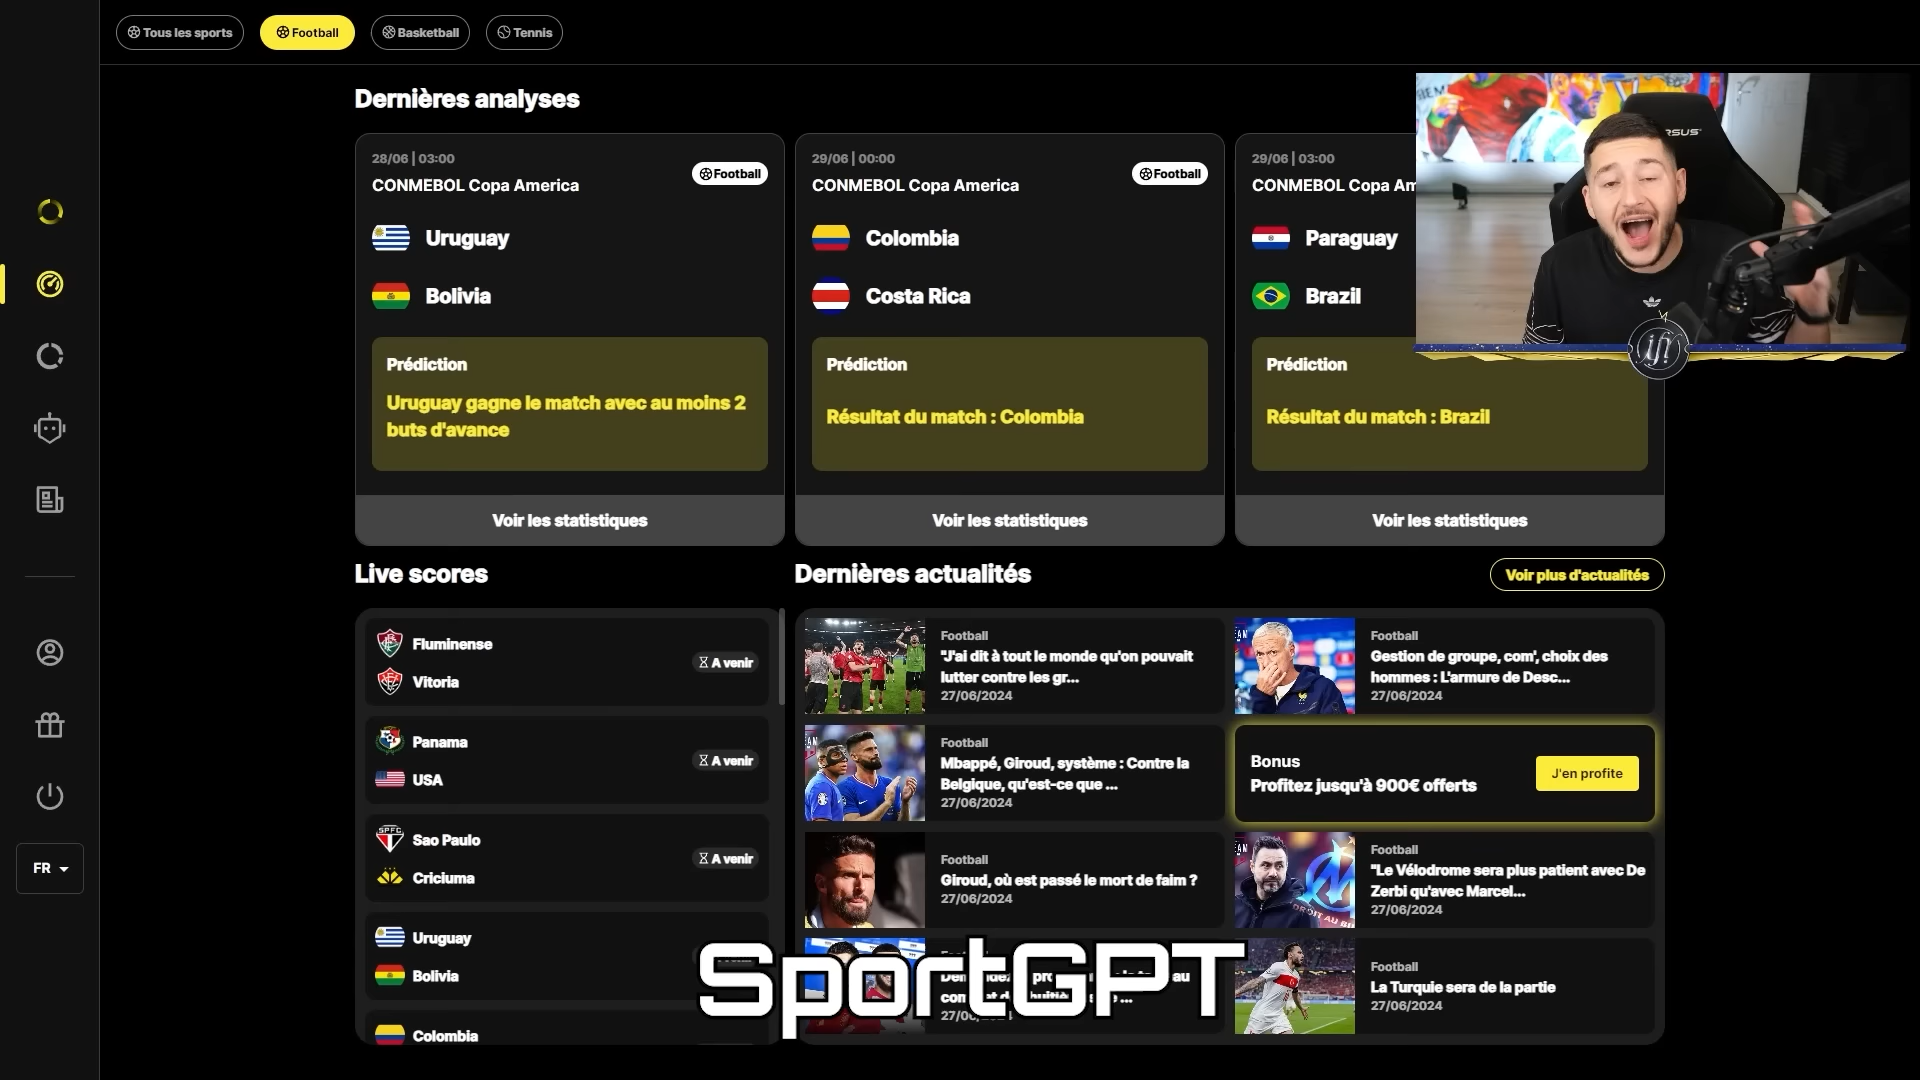 Tous les sports
Football
Basketball
Tennis
Dernières analyses
28/06 | 03:00
CONMEBOL Copa America
Football
Uruguay
Bolivia
Prédiction
Uruguay gagne le match avec au moins 2
buts d'avance
Voir les statistiques
29/06 | 00:00
CONMEBOL Copa America
Football
Colombia
Costa Rica
Prédiction
Résultat du match : Colombia
Voir les statistiques
29/06 | 03:00
CONMEBOL Copa Am
Paraguay
Brazil
Prédiction
Résultat du match : Brazil
Voir les statistiques
Live scores
Fluminense
Vitoria
A venir
Panama
USA
A venir
Sao Paulo
Criciuma
A venir
Uruguay
Bolivia
Colombia
Dernières actualités
Voir plus d'actualités
Football
"J'ai dit à tout le monde qu'on pouvait
lutter contre les gr...
27/06/2024
Football
Gestion de groupe, com', choix des
hommes : L'armure de Desc...
27/06/2024
Football
Mbappé, Giroud, système : Contre la
Belgique, qu'est-ce que ...
27/06/2024
Bonus
Profitez jusqu'à 900€ offerts
J'en profite
Football
Giroud, où est passé le mort de faim ?
27/06/2024
Football
"Le Vélodrome sera plus patient avec De
Zerbi qu'avec Marcel...
27/06/2024
Football
La Turquie sera de la partie
27/06/2024
SportGPT
FR